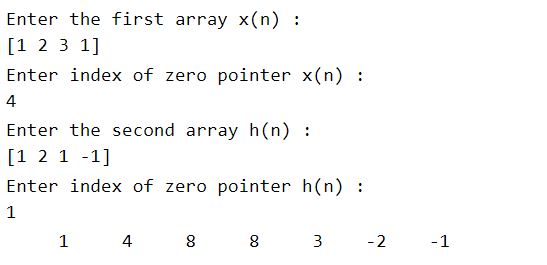 Enter the first array x(n) :
[1 2 3 1]
Enter index of zero pointer x(n) :
4
Enter the second array h(n) :
[1 2 1 -1]
Enter index of zero pointer h(n) :
1
1 4 8 8 3 -2 -1